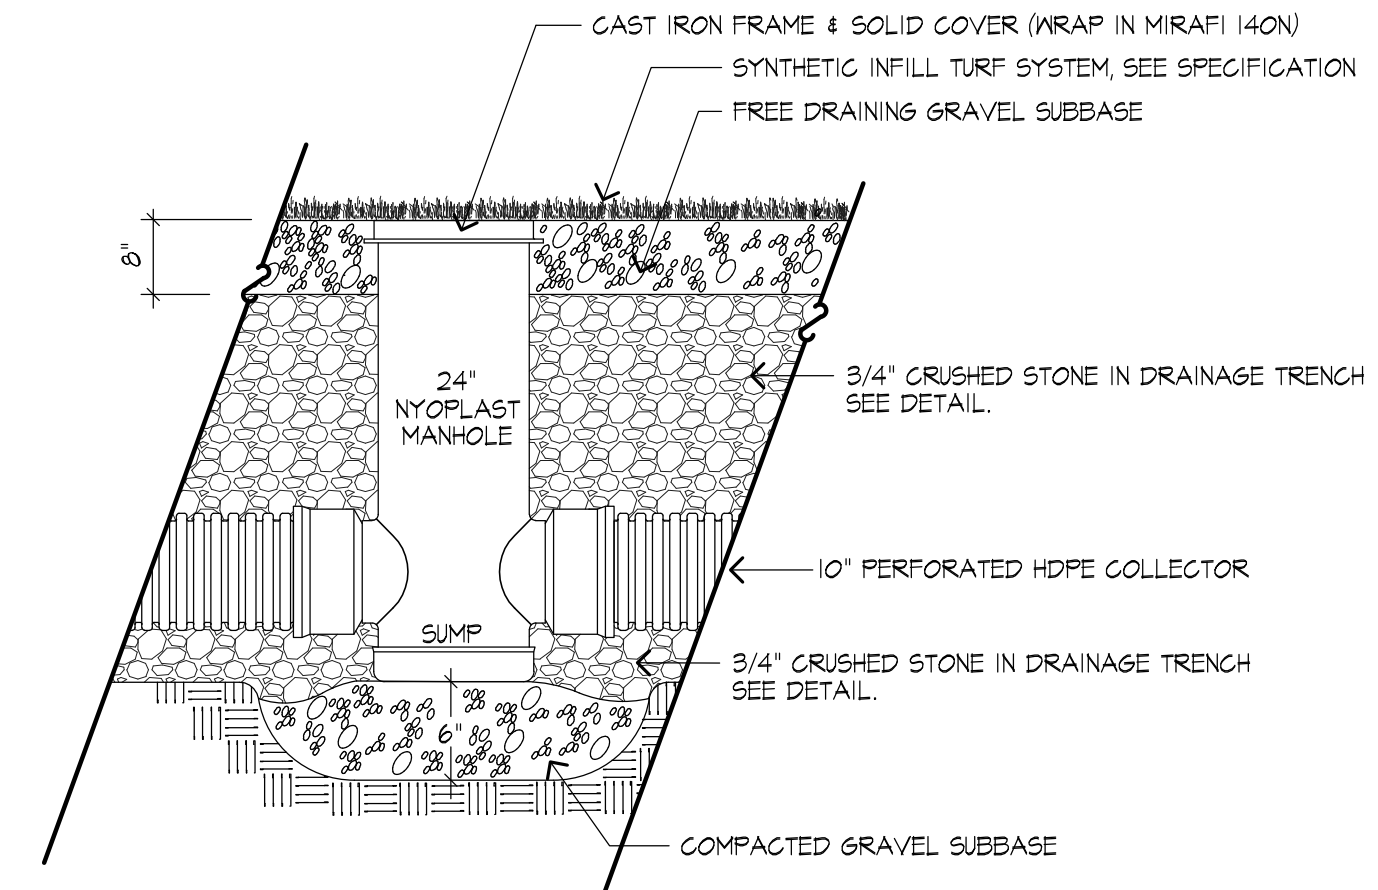 CAST IRON FRAME & SOLID COVER (WRAP IN MIRAFI 140N)
SYNTHETIC INFILL TURF SYSTEM, SEE SPECIFICATION
FREE DRAINING GRAVEL SUBBASE
8"
24"
NYOPLAST
MANHOLE
3/4" CRUSHED STONE IN DRAINAGE TRENCH
SEE DETAIL.
10" PERFORATED HDPE COLLECTOR
SUMP
3/4" CRUSHED STONE IN DRAINAGE TRENCH
SEE DETAIL.
6"
COMPACTED GRAVEL SUBBASE